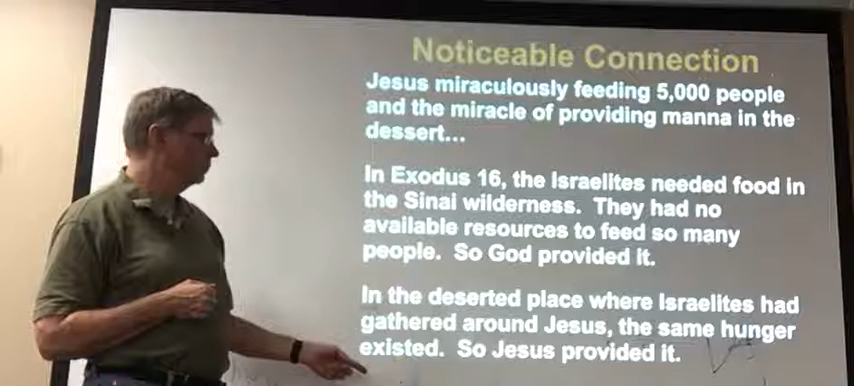 Noticeable Connection
Jesus miraculously feeding 5,000 people
and the miracle of providing manna in the
dessert...
In Exodus 16, the Israelites needed food in
the Sinai wilderness. They had no
available resources to feed so many
people. So God provided it.
In the deserted place where Israelites had
gathered around Jesus, the same hunger
existed. So Jesus provided it.